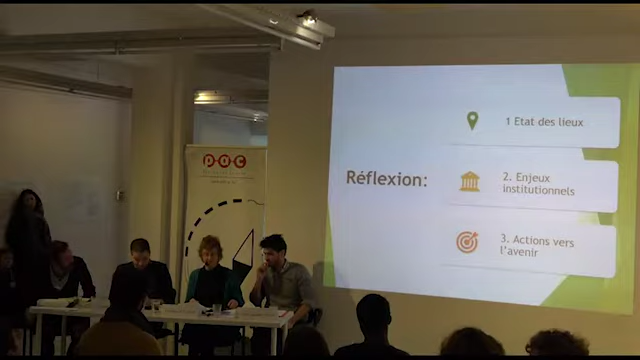 poc
Réflexion:
1 Etat des lieux
2. Enjeux
institutionnels
3. Actions vers
l'avenir